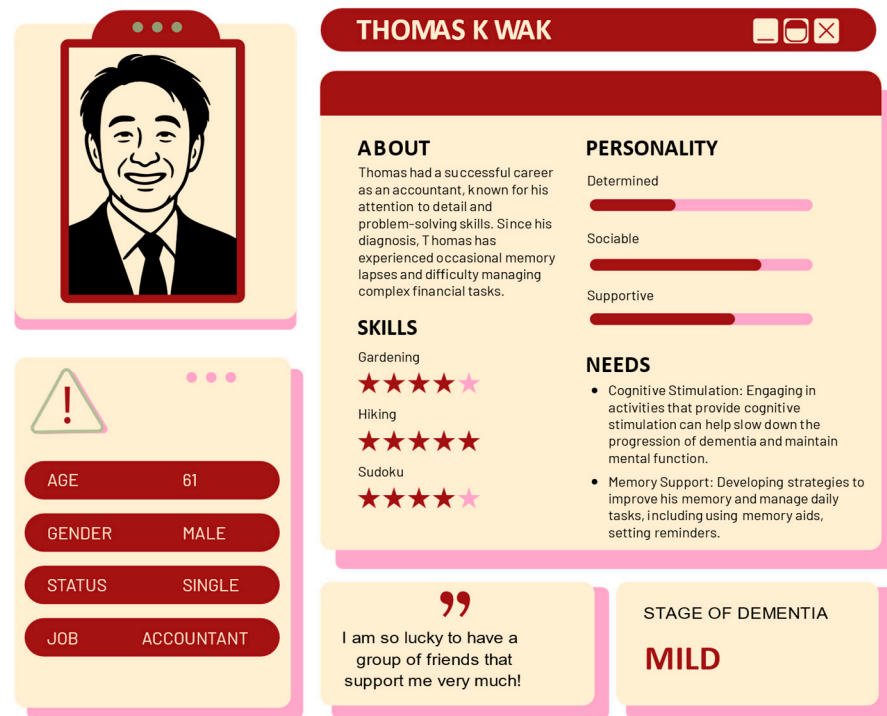 THOMAS K WAK
ABOUT
Thomas had a successful career
as an accountant, known for his
attention to detail and
problem-solving skills. Since his
diagnosis, Thomas has
experienced occasional memory
lapses and difficulty managing
complex financial tasks.
SKILLS
Gardening
Hiking
Sudoku
PERSONALITY
Determined
Sociable
Supportive
NEEDS
• Cognitive Stimulation: Engaging in
activities that provide cognitive
stimulation can help slow down the
progression of dementia and maintain
mental function.
• Memory Support: Developing strategies to
improve his memory and manage daily
tasks, including using memory aids,
setting reminders.
!
AGE 61
GENDER MALE
STATUS SINGLE
JOB ACCOUNTANT
”
I am so lucky to have a
group of friends that
support me very much!
STAGE OF DEMENTIA
MILD